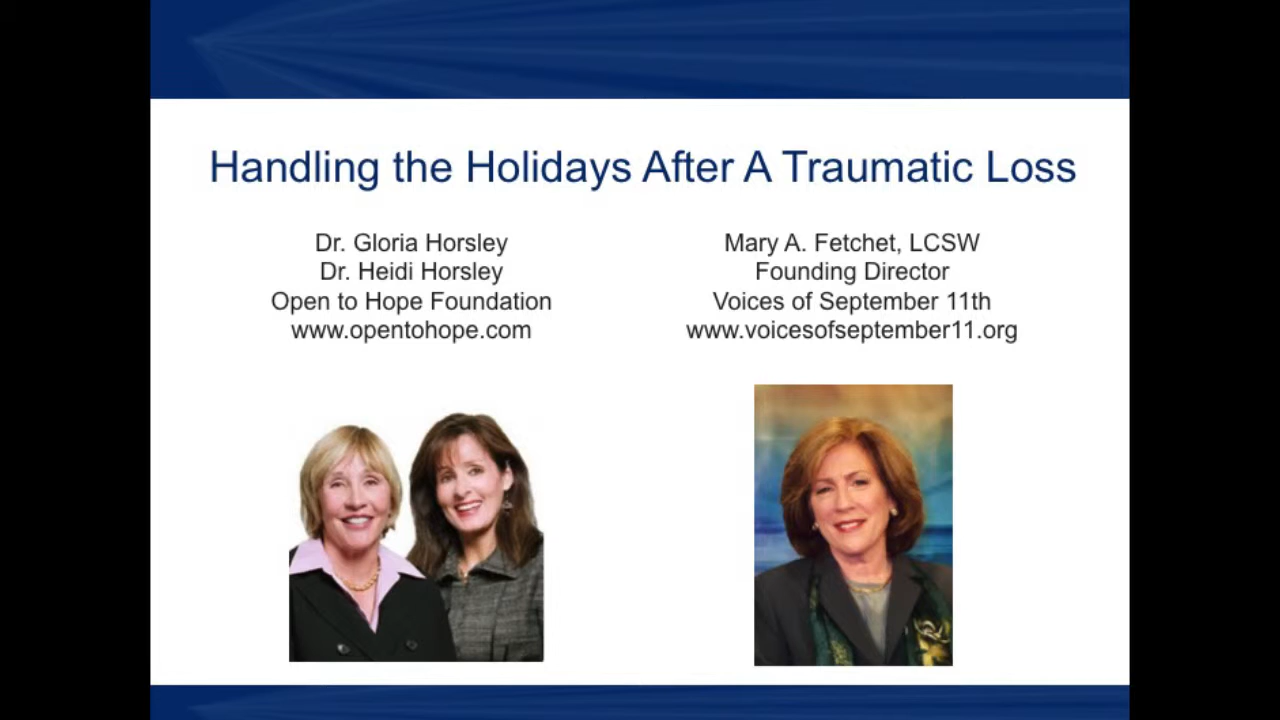 Handling the Holidays After A Traumatic Loss
Dr. Gloria Horsley
Dr. Heidi Horsley
Open to Hope Foundation
www.opentohope.com
Mary A. Fetchet, LCSW
Founding Director
Voices of September 11th
www.voicesofseptember11.org